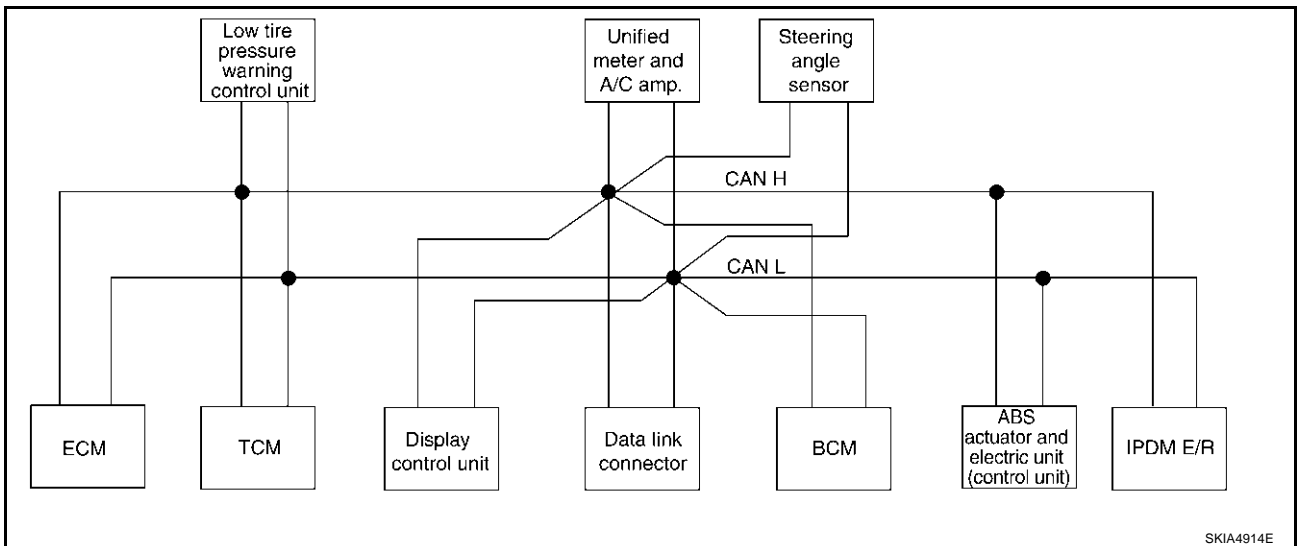 Low tire
pressure
warning
control unit
Unified
meter and
A/C amp.
Steering
angle
sensor
CAN H
CAN L
ECM
TCM
Display
control unit
Data link
connector
BCM
ABS
actuator and
electric unit
(control unit)
IPDM E/R
SKIA4914E